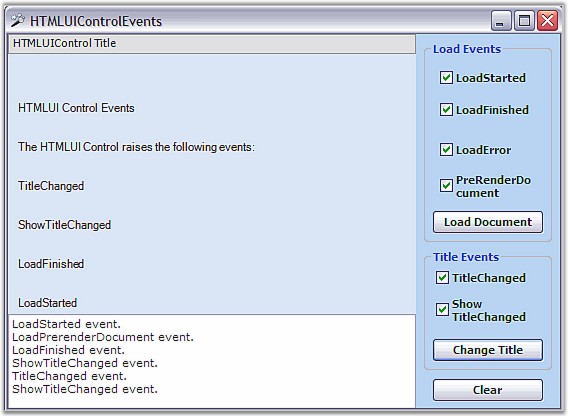 HTMLUIControlEvents
HTMLUIControl Title
HTMLUI Control Events
The HTMLUI Control raises the following events:
TitleChanged
ShowTitleChanged
LoadFinished
LoadStarted
LoadStarted event.
LoadPrerenderDocument event.
LoadFinished event.
ShowTitleChanged event.
TitleChanged event.
ShowTitleChanged event.
Load Events
LoadStarted
LoadFinished
LoadError
PreRenderDo
cument
Load Document
Title Events
TitleChanged
Show
TitleChanged
Change Title
Clear